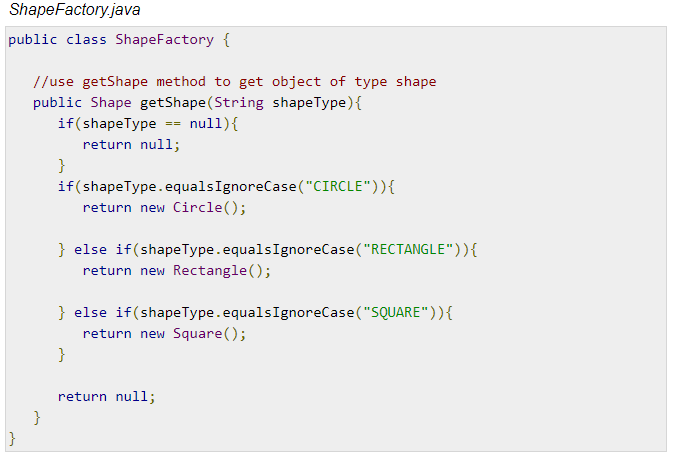 ShapeFactory.java
public class ShapeFactory {
//use getShape method to get object of type shape
public Shape getShape(String shapeType){
if(shapeType == null){
return null;
}
if(shapeType.equalsIgnoreCase("CIRCLE")){
return new Circle();
} else if(shapeType.equalsIgnoreCase("RECTANGLE")){
return new Rectangle();
} else if(shapeType.equalsIgnoreCase("SQUARE")){
return new Square();
}
return null;
}
}